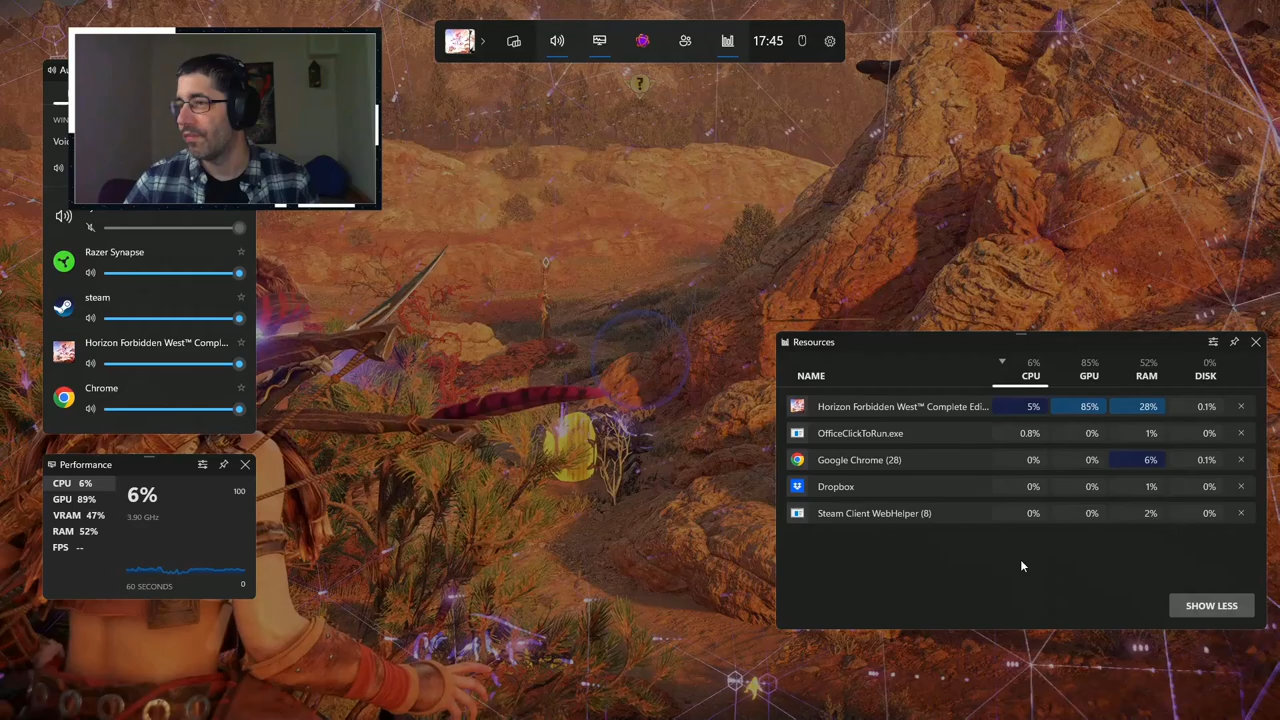 17:45
?
Au
WIN
Voi
Razer Synapse
steam
Horizon Forbidden West™ Compl...
Chrome
Performance
CPU 6%
GPU 89%
VRAM 47%
RAM 52%
FPS --
6%
100
3.90 GHz
60 SECONDS
0
Resources
6% 85% 52% 0%
NAME CPU GPU RAM DISK
Horizon Forbidden West™ Complete Edi... 5% 85% 28% 0.1%
OfficeClickToRun.exe 0.8% 0% 1% 0%
Google Chrome (28) 0% 0% 6% 0.1%
Dropbox 0% 0% 1% 0%
Steam Client WebHelper (8) 0% 0% 2% 0%
SHOW LESS